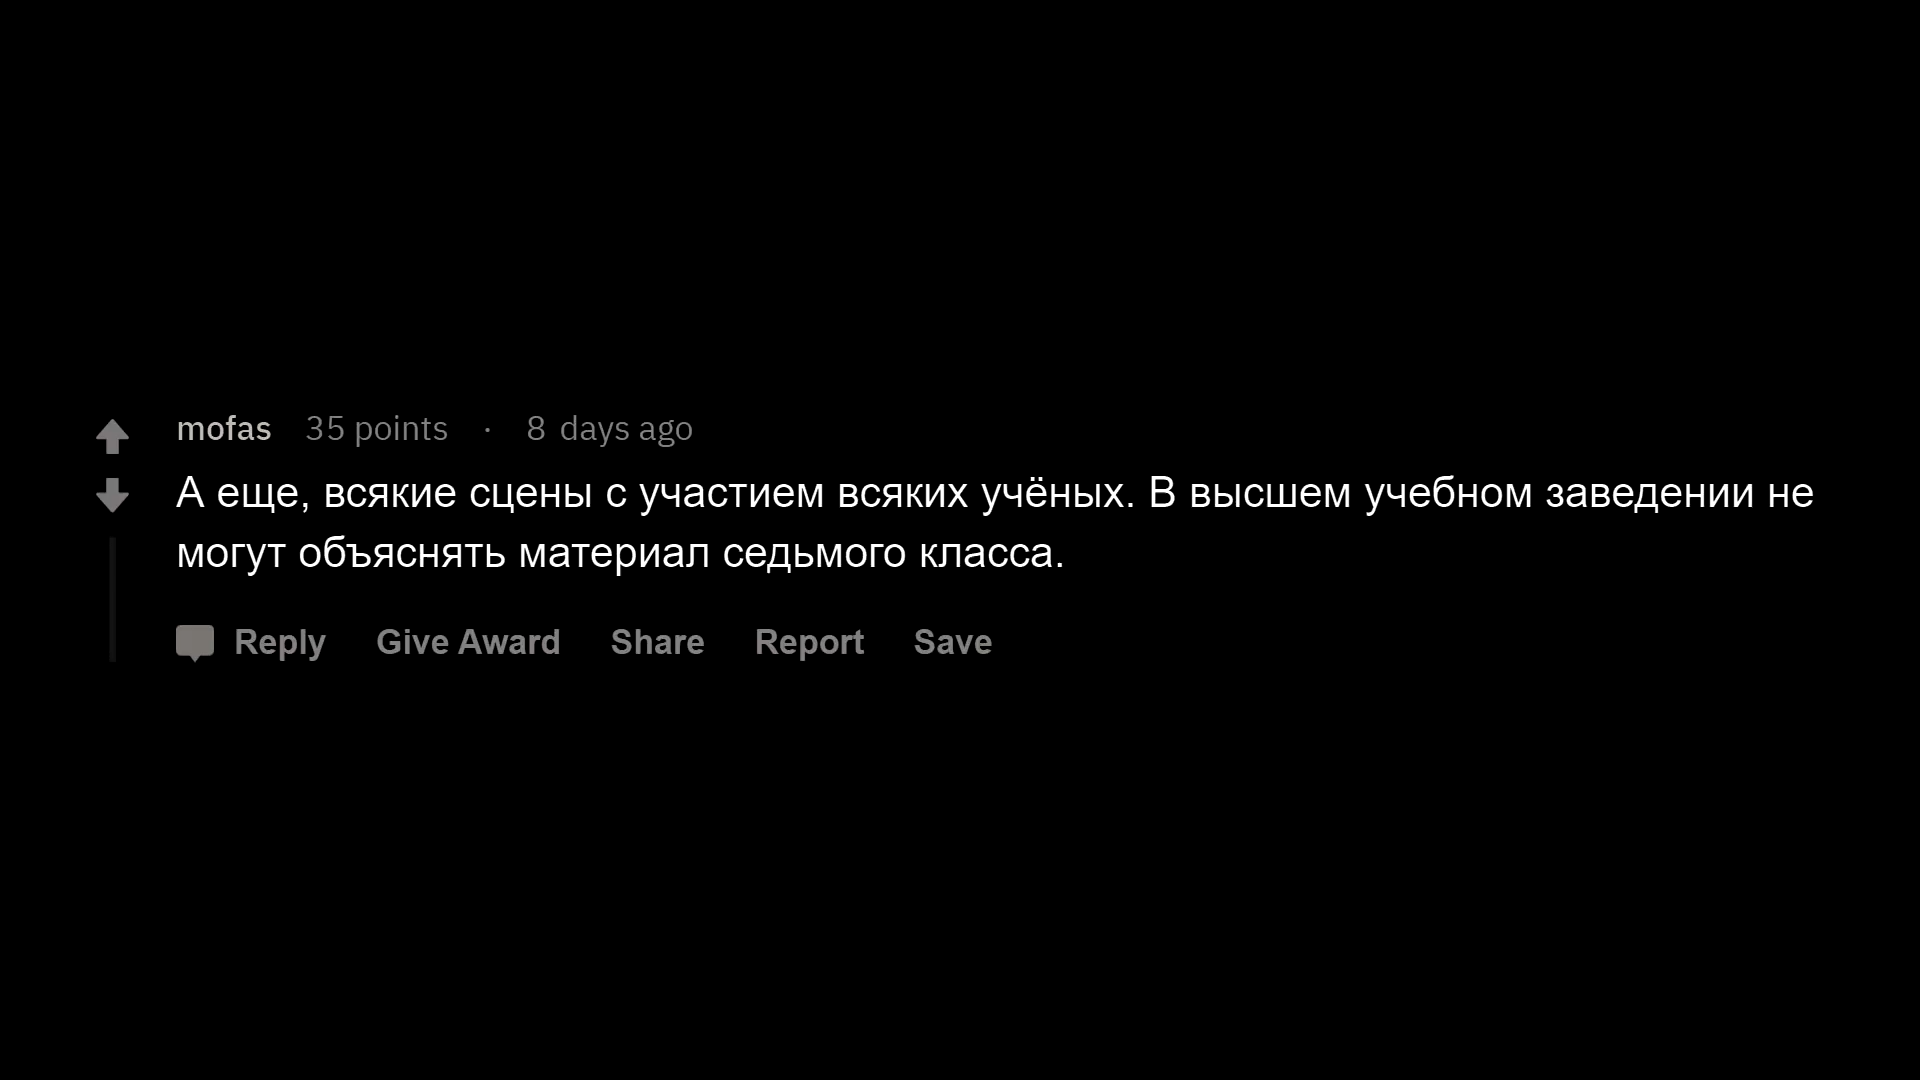 mofas 35 points · 8 days ago
А еще, всякие сцены с участием всяких учёных. В высшем учебном заведении не
могут объяснять материал седьмого класса.
Reply Give Award Share Report Save